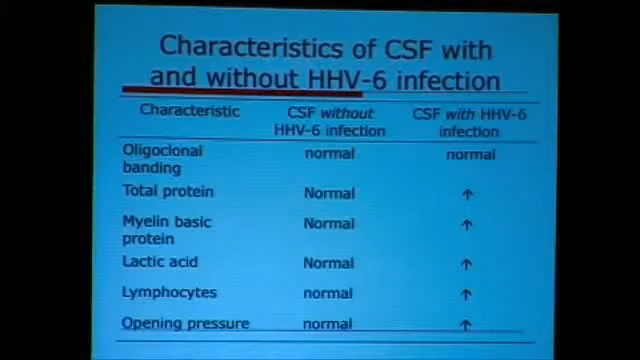 Characteristics of CSF with
and without HHV-6 infection
Characteristic CSF without HHV-6 infection CSF with HHV-6 infection
Oligoclonal banding normal normal
Total protein Normal ↑
Myelin basic protein Normal ↑
Lactic acid Normal ↑
Lymphocytes normal ↑
Opening pressure normal ↑